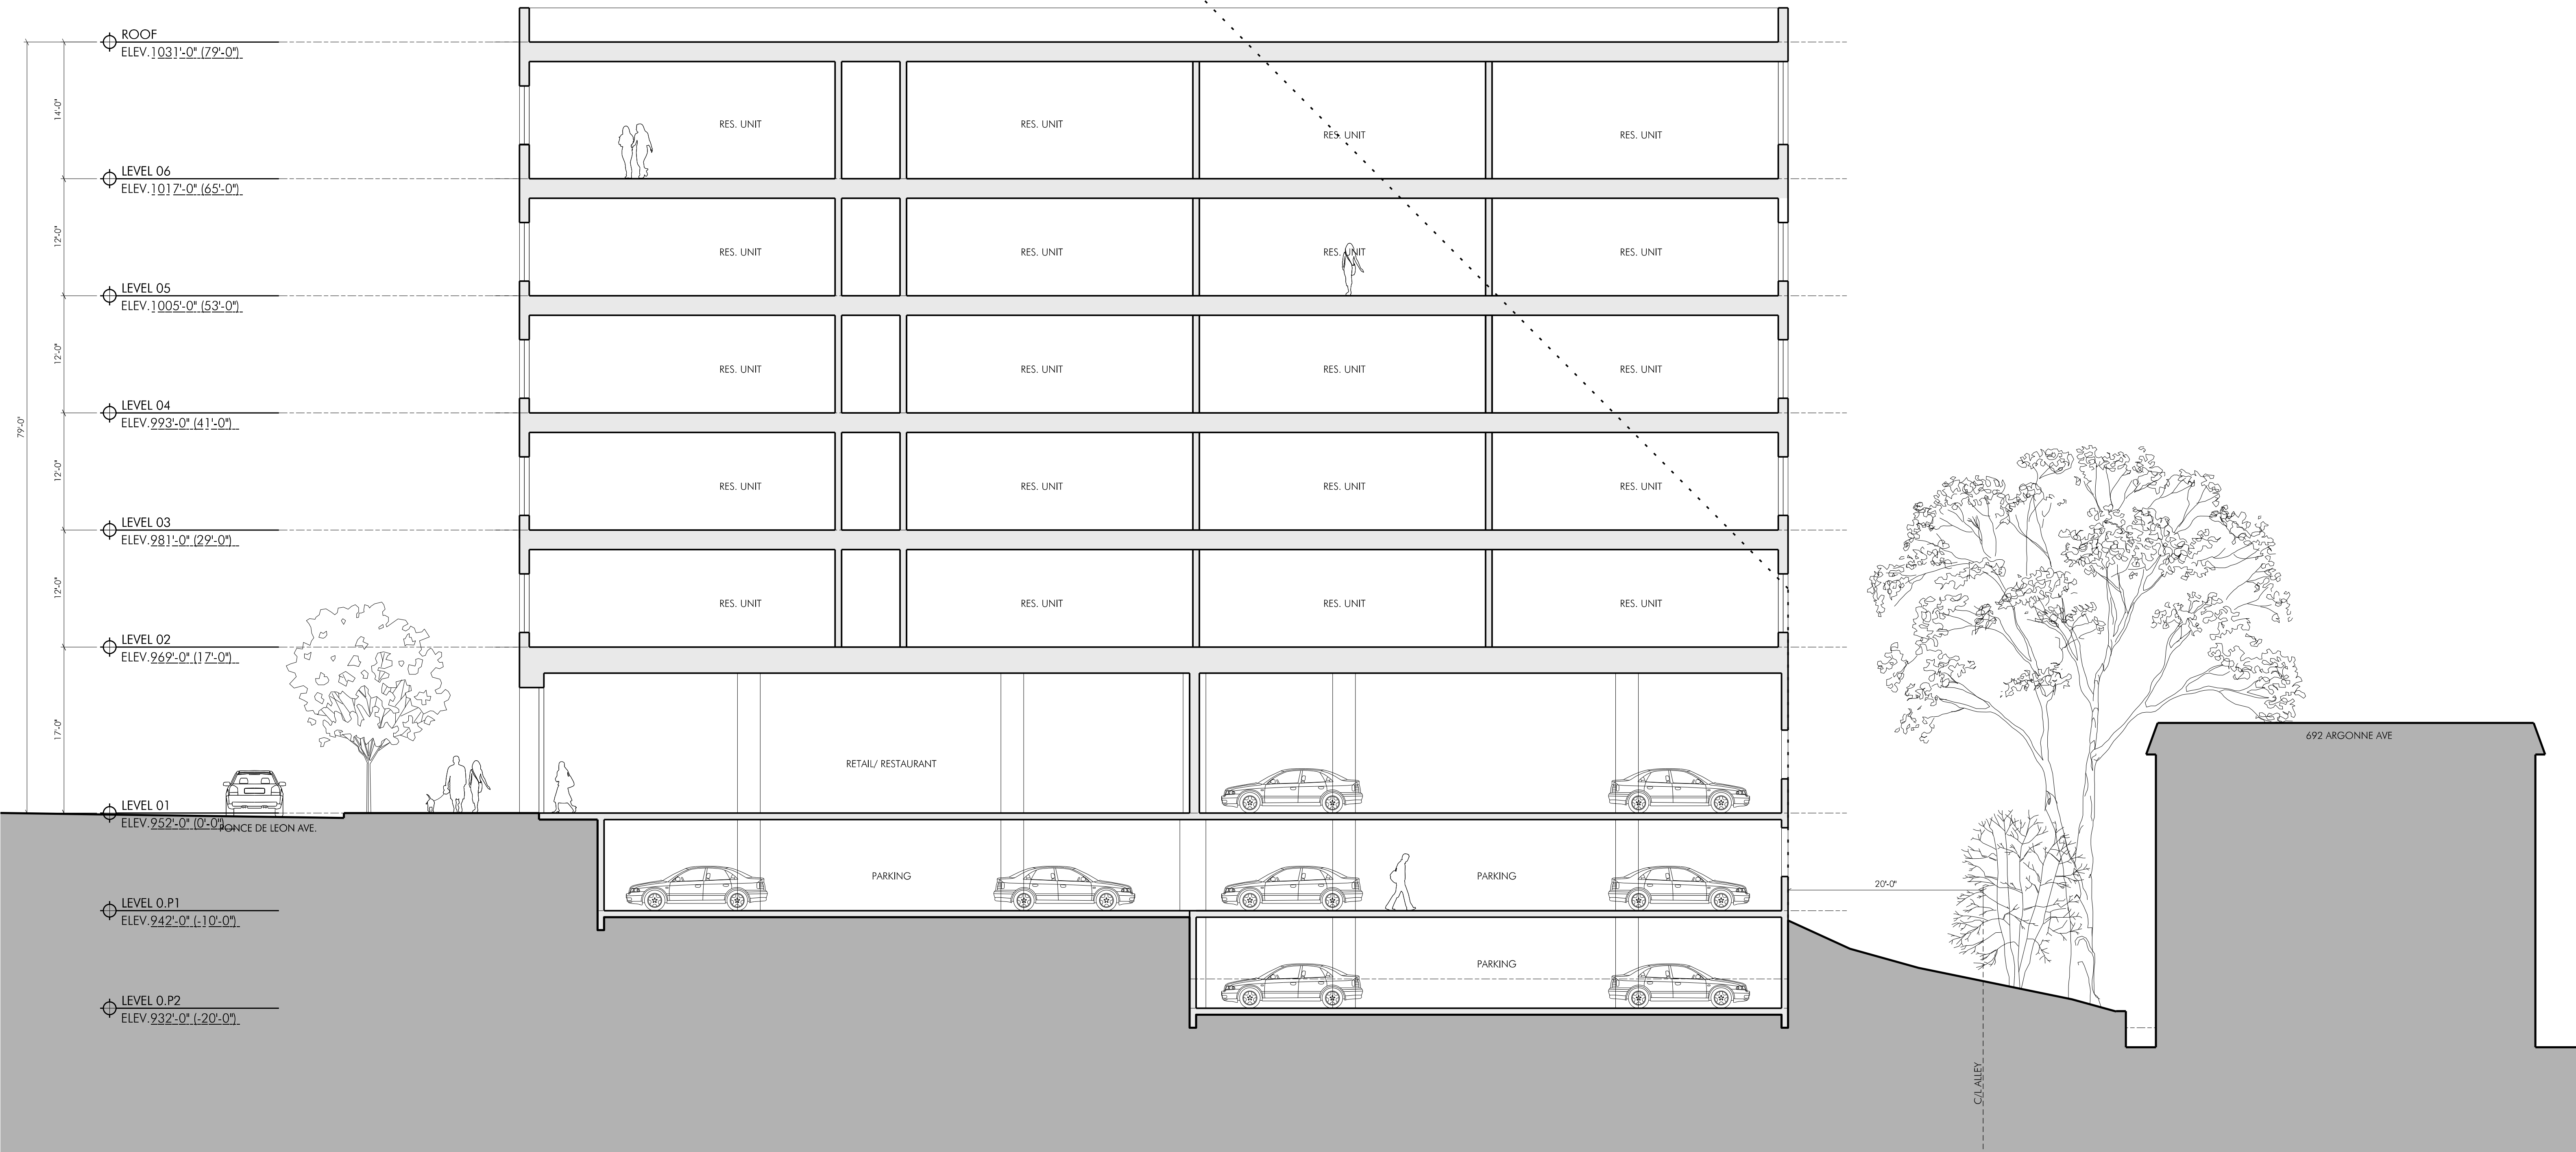 ROOF
ELEV. 1031'-0" (79'-0")
14'-0"
RES. UNIT RES. UNIT RES. UNIT RES. UNIT
LEVEL 06
ELEV. 1017'-0" (65'-0")
12'-0"
RES. UNIT RES. UNIT RES. UNIT RES. UNIT
LEVEL 05
ELEV. 1005'-0" (53'-0")
12'-0"
RES. UNIT RES. UNIT RES. UNIT RES. UNIT
LEVEL 04
ELEV. 993'-0" (41'-0")
79'-0"
12'-0"
RES. UNIT RES. UNIT RES. UNIT RES. UNIT
LEVEL 03
ELEV. 981'-0" (29'-0")
12'-0"
RES. UNIT RES. UNIT RES. UNIT RES. UNIT
LEVEL 02
ELEV. 969'-0" (17'-0")
17'-0"
692 ARGONNE AVE
RETAIL/ RESTAURANT
LEVEL 01
ELEV. 952'-0" (0'-0")
PONCE DE LEON AVE.
PARKING PARKING
20'-0"
LEVEL 0.P1
ELEV. 942'-0" (-10'-0")
PARKING
LEVEL 0.P2
ELEV. 932'-0" (-20'-0")
C/L ALLEY